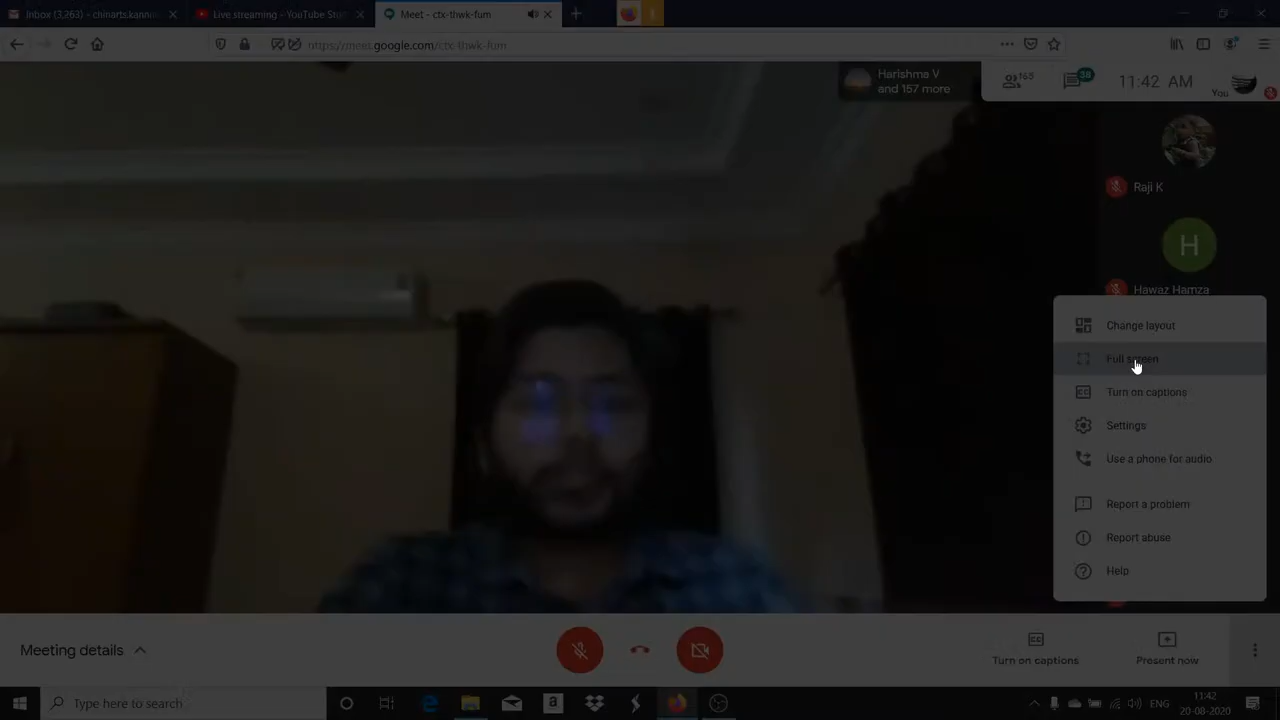 Inbox (3,263) - chinarts.kannur
Live streaming - YouTube Stud
Meet - ctx-thwk-fum
https://meet.google.com/ctx-thwk-fum
Harishma V
and 157 more
165
38
11:42 AM
You
Raji K
H
Hawaz Hamza
Change layout
Full screen
Turn on captions
Settings
Use a phone for audio
Report a problem
Report abuse
Help
Meeting details
Turn on captions
Present now
Type here to search
ENG
11:42
20-08-2020